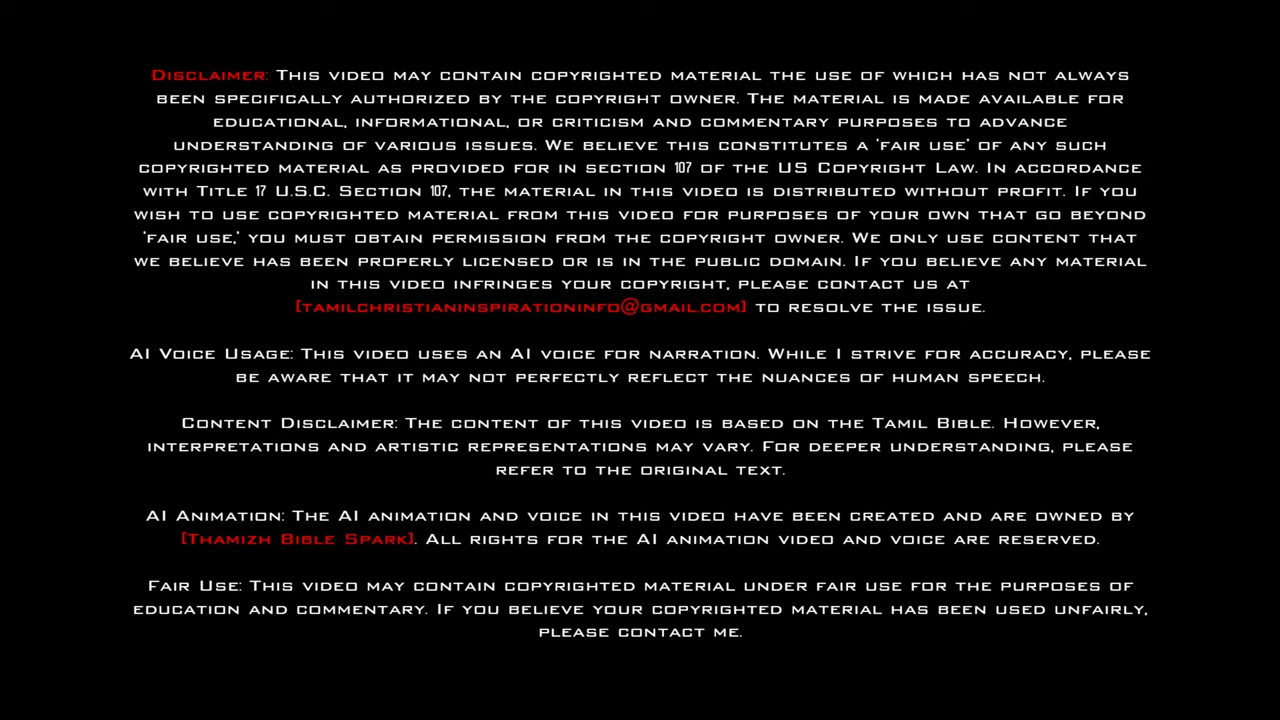 Disclaimer: This video may contain copyrighted material the use of which has not always
been specifically authorized by the copyright owner. The material is made available for
educational, informational, or criticism and commentary purposes to advance
understanding of various issues. We believe this constitutes a 'fair use' of any such
copyrighted material as provided for in section 107 of the US Copyright Law. In accordance
with Title 17 U.S.C. Section 107, the material in this video is distributed without profit. If you
wish to use copyrighted material from this video for purposes of your own that go beyond
'fair use,' you must obtain permission from the copyright owner. We only use content that
we believe has been properly licensed or is in the public domain. If you believe any material
in this video infringes your copyright, please contact us at
[tamilchristianinspirationinfo@gmail.com] to resolve the issue.
AI Voice Usage: This video uses an AI voice for narration. While I strive for accuracy, please
be aware that it may not perfectly reflect the nuances of human speech.
Content Disclaimer: The content of this video is based on the Tamil Bible. However,
interpretations and artistic representations may vary. For deeper understanding, please
refer to the original text.
AI Animation: The AI animation and voice in this video have been created and are owned by
[Thamizh Bible Spark]. All rights for the AI animation video and voice are reserved.
Fair Use: This video may contain copyrighted material under fair use for the purposes of
education and commentary. If you believe your copyrighted material has been used unfairly,
please contact me.